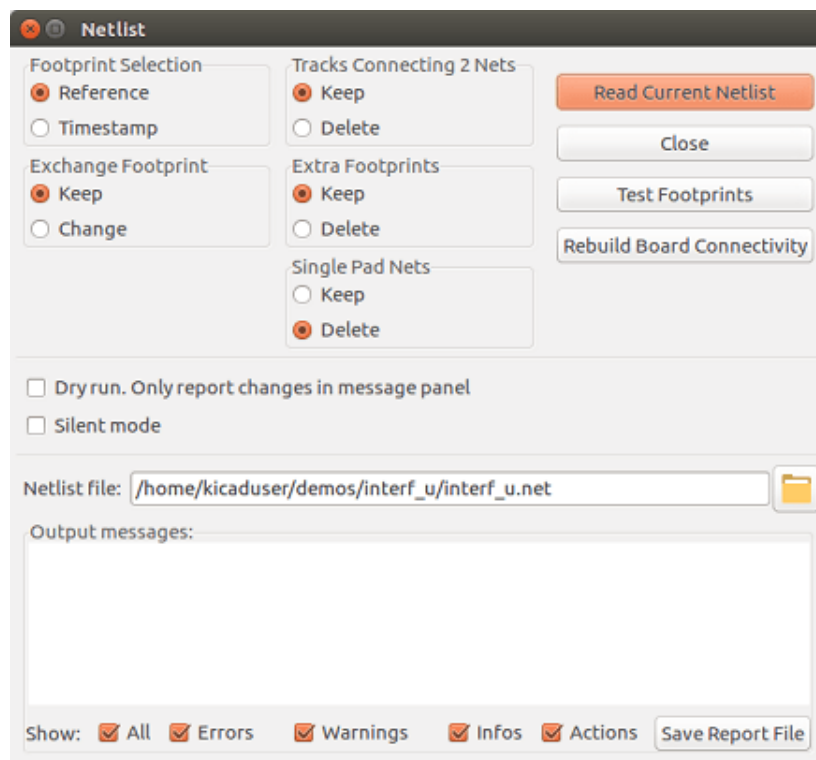 Netlist
Footprint Selection
Reference
Timestamp
Exchange Footprint
Keep
Change
Tracks Connecting 2 Nets
Keep
Delete
Extra Footprints
Keep
Delete
Single Pad Nets
Keep
Delete
Read Current Netlist
Close
Test Footprints
Rebuild Board Connectivity
Dry run. Only report changes in message panel
Silent mode
Netlist file: /home/kicaduser/demos/interf_u/interf_u.net
Output messages:
Show: All Errors Warnings Infos Actions Save Report File